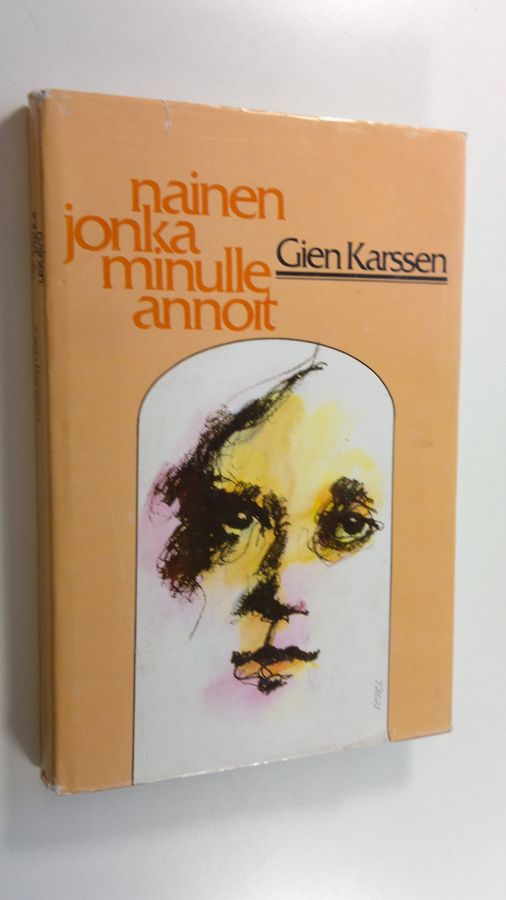 nainen
jonka
minulle
annoit
Gien Karssen